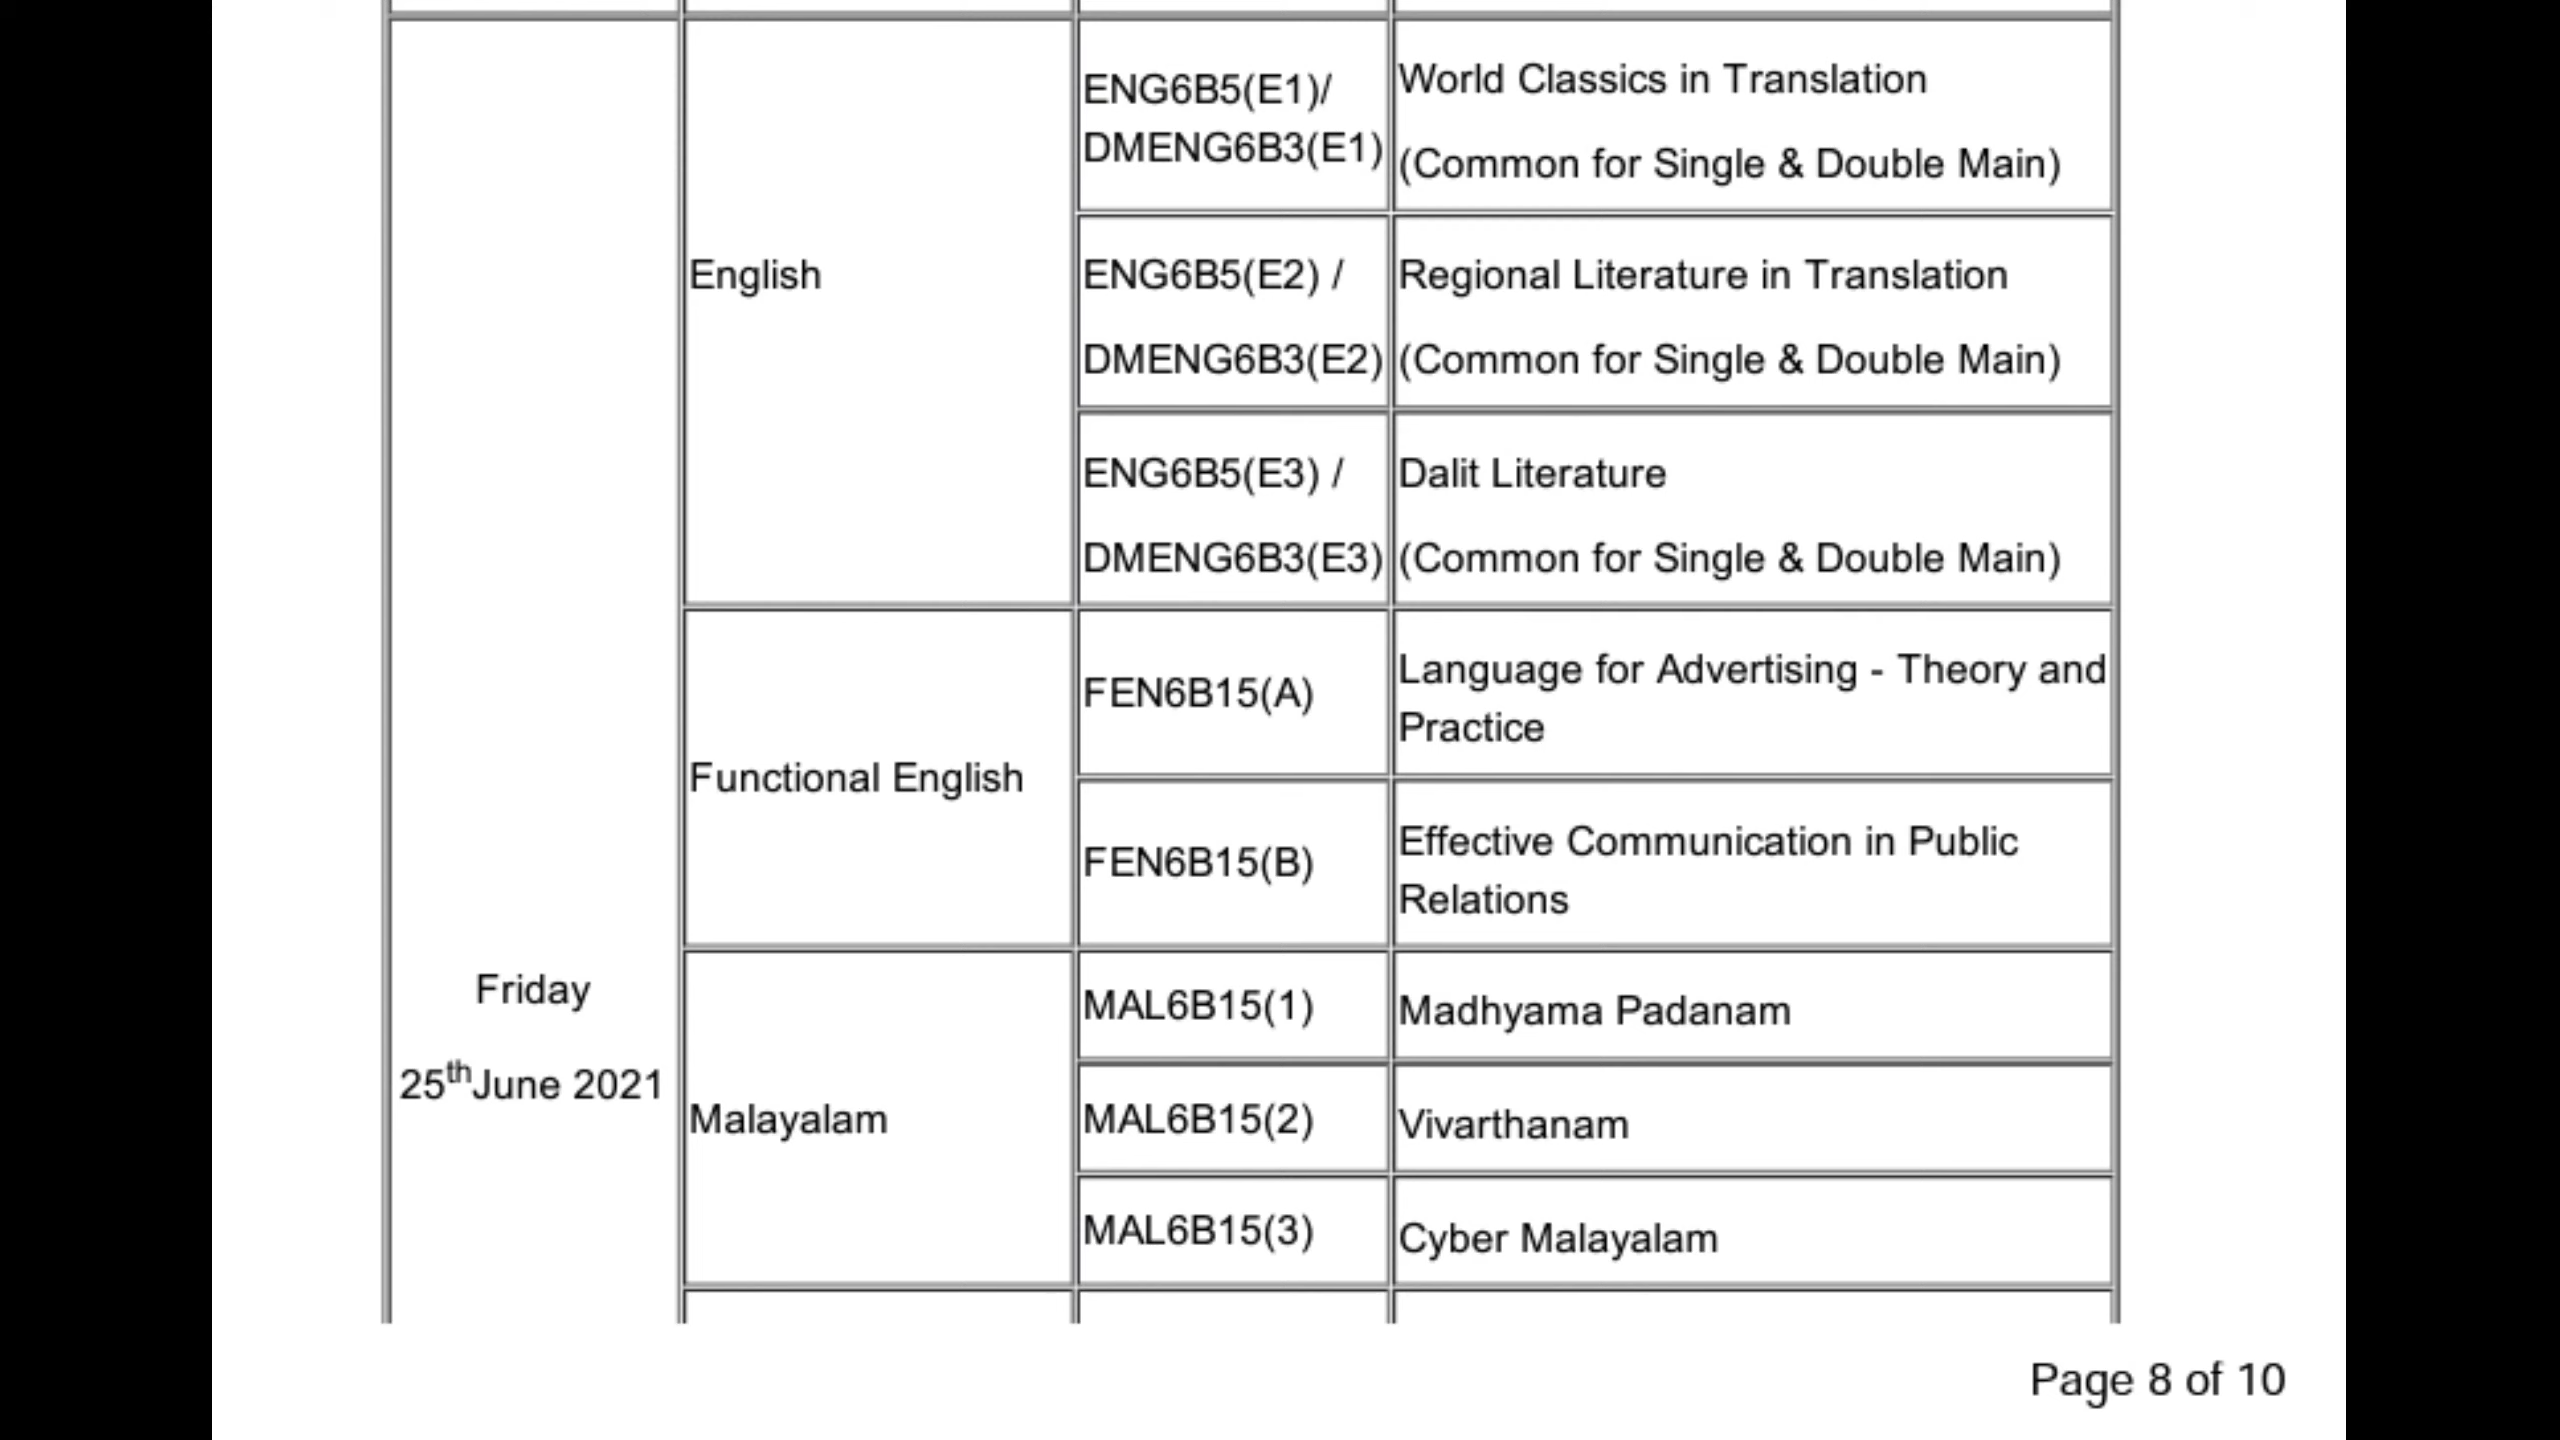 English
ENG6B5(E1)/
DMENG6B3(E1)
World Classics in Translation
(Common for Single & Double Main)
ENG6B5(E2) /
DMENG6B3(E2)
Regional Literature in Translation
(Common for Single & Double Main)
ENG6B5(E3) /
DMENG6B3(E3)
Dalit Literature
(Common for Single & Double Main)
Functional English
FEN6B15(A)
Language for Advertising - Theory and
Practice
FEN6B15(B)
Effective Communication in Public
Relations
Friday
25thJune 2021
Malayalam
MAL6B15(1)
Madhyama Padanam
MAL6B15(2)
Vivarthanam
MAL6B15(3)
Cyber Malayalam
Page 8 of 10